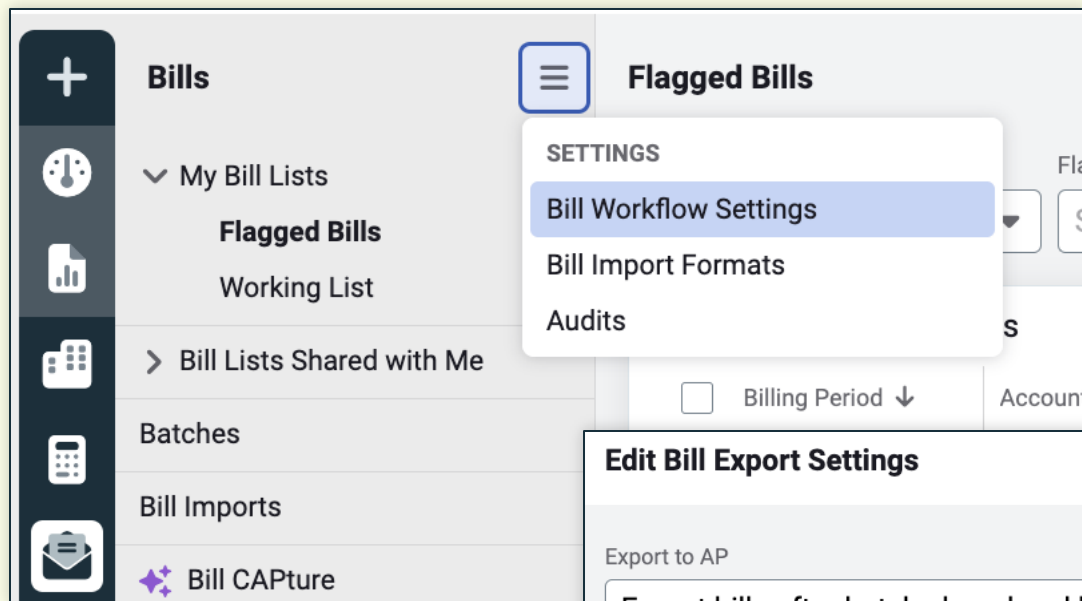 Bills
My Bill Lists
Flagged Bills
Working List
Bill Lists Shared with Me
Batches
Bill Imports
Bill CAPture
Flagged Bills
SETTINGS
Bill Workflow Settings
Bill Import Formats
Audits
Billing Period
Edit Bill Export Settings
Export to AP